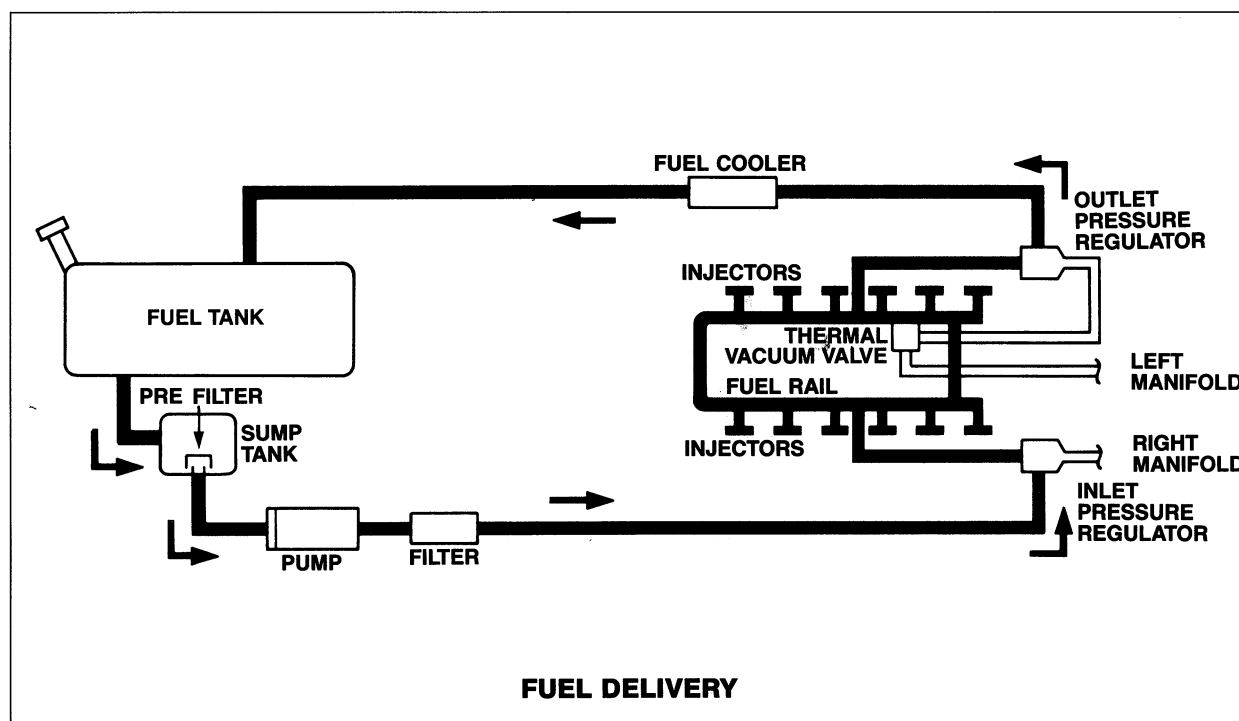 FUEL COOLER
OUTLET
PRESSURE
REGULATOR
INJECTORS
FUEL TANK
THERMAL
VACUUM VALVE
LEFT
MANIFOLD
PRE FILTER
FUEL RAIL
SUMP
TANK
INJECTORS
RIGHT
MANIFOLD
INLET
PRESSURE
REGULATOR
PUMP
FILTER
FUEL DELIVERY